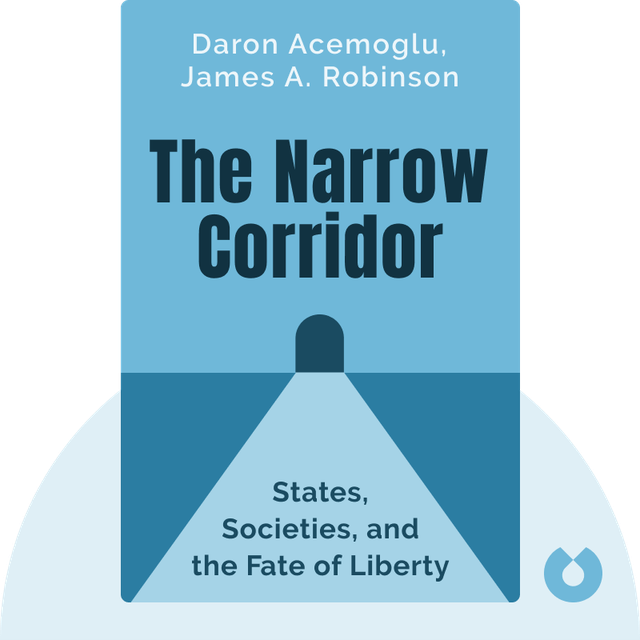 Daron Acemoglu,
James A. Robinson
The Narrow
Corridor
States,
Societies, and
the Fate of Liberty